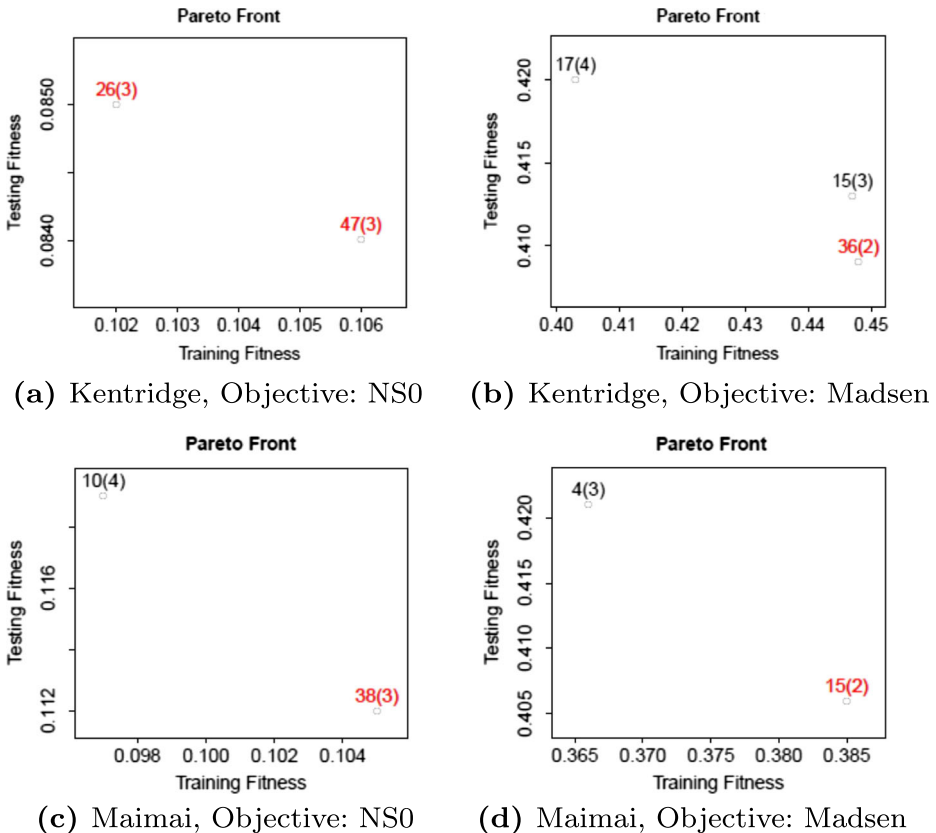 Pareto Front
26(3)
47(3)
0.0850
0.0840
Testing Fitness
0.102 0.103 0.104 0.105 0.106
Training Fitness
(a) Kentridge, Objective: NS0
Pareto Front
17(4)
15(3)
36(2)
0.420
0.415
0.410
Testing Fitness
0.40 0.41 0.42 0.43 0.44 0.45
Training Fitness
(b) Kentridge, Objective: Madsen
Pareto Front
10(4)
38(3)
0.116
0.112
Testing Fitness
0.098 0.100 0.102 0.104
Training Fitness
(c) Maimai, Objective: NS0
Pareto Front
4(3)
15(2)
0.420
0.415
0.410
0.405
Testing Fitness
0.365 0.370 0.375 0.380 0.385
Training Fitness
(d) Maimai, Objective: Madsen